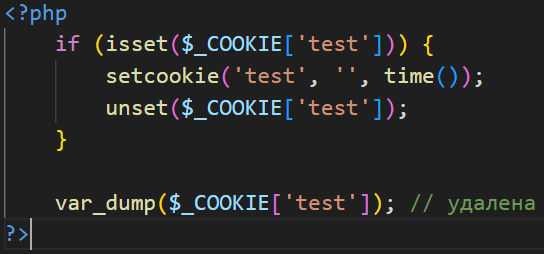 <?php
if (isset($_COOKIE['test'])) {
setcookie('test', '', time());
unset($_COOKIE['test']);
}
var_dump($_COOKIE['test']); // удалена
?>